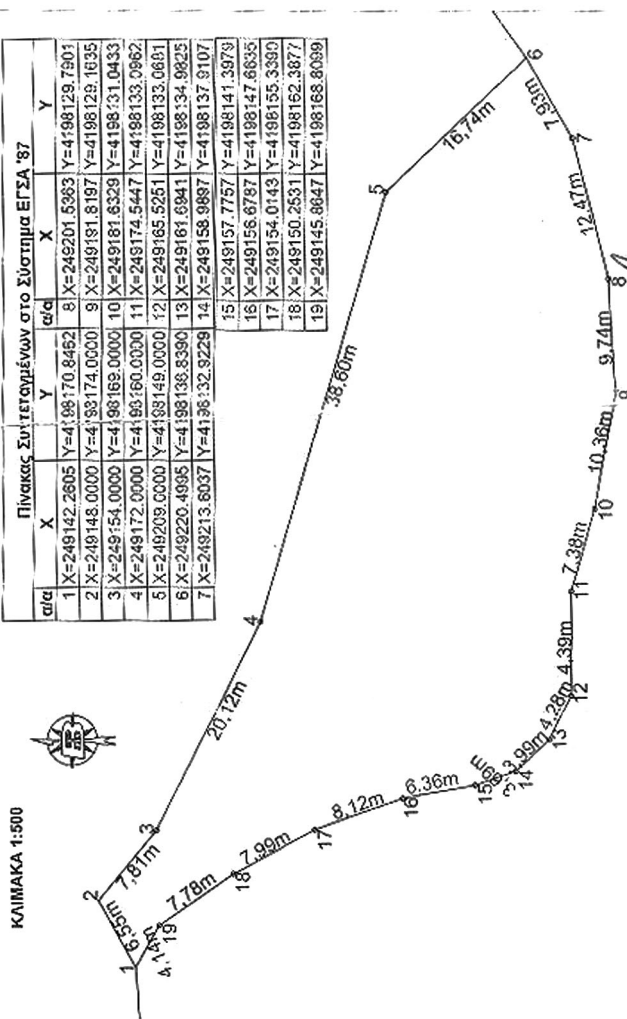 ΚΛΙΜΑΚΑ 1:500
Πίνακας Συντεταγμένων στο Σύστημα ΕΓΣΑ '87
α/α X Y α/α X Y
1 X=249142.2605 Y=4198170.8462 8 X=249201.5363 Y=4198129.7901
2 X=249148.0000 Y=4198174.0000 9 X=249191.8197 Y=4198129.1635
3 X=249154.0000 Y=4198169.0000 10 X=249181.6329 Y=4198131.0433
4 X=249172.0000 Y=4198160.0000 11 X=249174.5447 Y=4198133.0962
5 X=249209.0000 Y=4198149.0000 12 X=249165.5251 Y=4198133.0681
6 X=249220.4995 Y=4198136.8390 13 X=249161.6941 Y=4198134.9825
7 X=249213.6037 Y=4198132.9229 14 X=249158.9897 Y=4198137.9107
15 X=249157.7757 Y=4198141.3979
16 X=249156.6787 Y=4198147.6635
17 X=249154.0143 Y=4198155.3390
18 X=249150.2531 Y=4198162.3877
19 X=249145.8647 Y=4198168.8099
1
2
3
4
5
6
7
8
9
10
11
12
13
14
15
16
17
18
19
6,55m
7,81m
20,12m
38,60m
16,74m
7,93m
12,47m
9,74m
10,36m
7,38m
4,39m
4,28m
3,99m
3,69m
6,36m
8,12m
7,99m
7,78m
4,14m